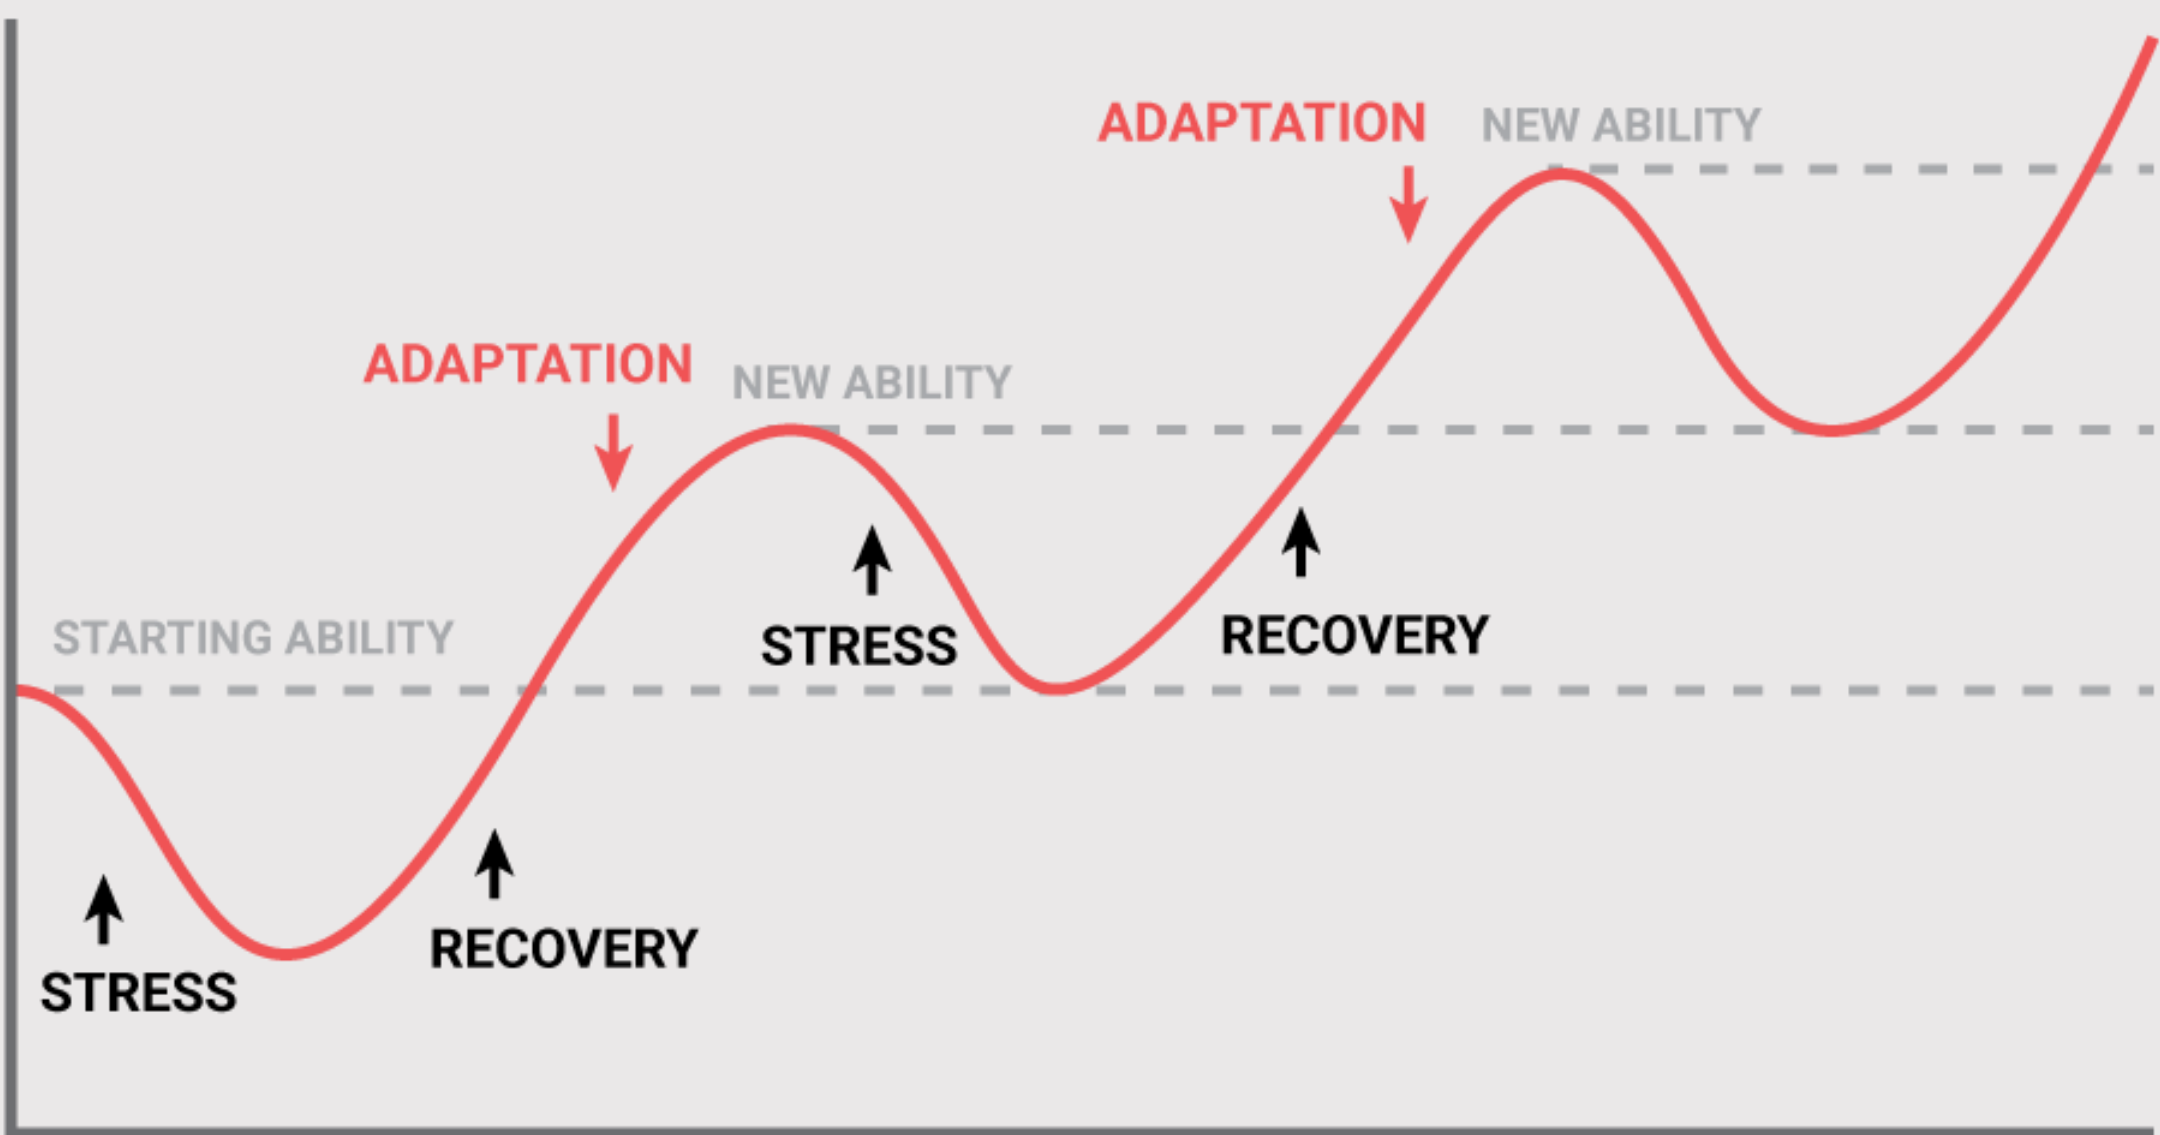 ADAPTATION
NEW ABILITY
ADAPTATION
NEW ABILITY
STARTING ABILITY
STRESS
RECOVERY
RECOVERY
STRESS